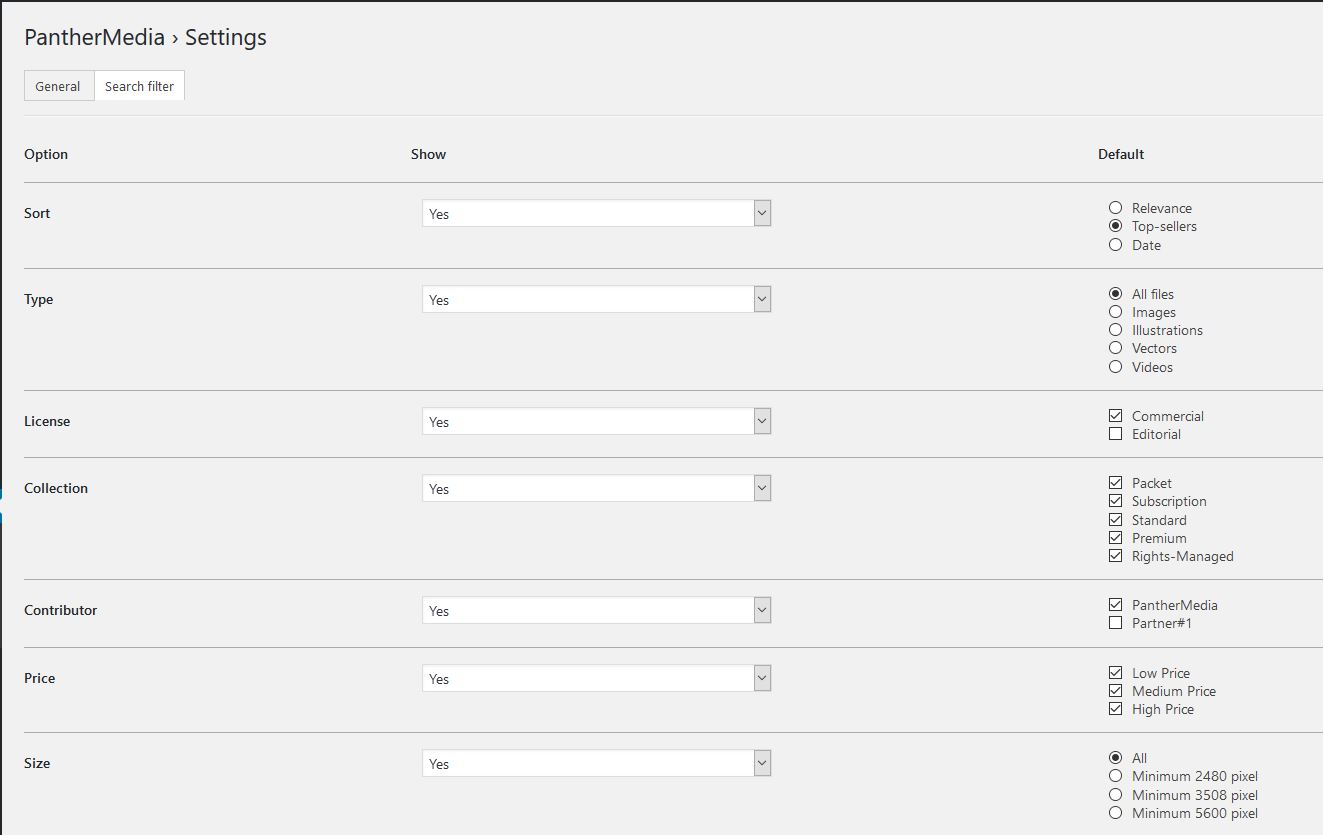 PantherMedia › Settings
General Search filter
Option Show Default
Sort Yes Relevance
Top-sellers
Date
Type Yes All files
Images
Illustrations
Vectors
Videos
License Yes Commercial
Editorial
Collection Yes Packet
Subscription
Standard
Premium
Rights-Managed
Contributor Yes PantherMedia
Partner#1
Price Yes Low Price
Medium Price
High Price
Size Yes All
Minimum 2480 pixel
Minimum 3508 pixel
Minimum 5600 pixel